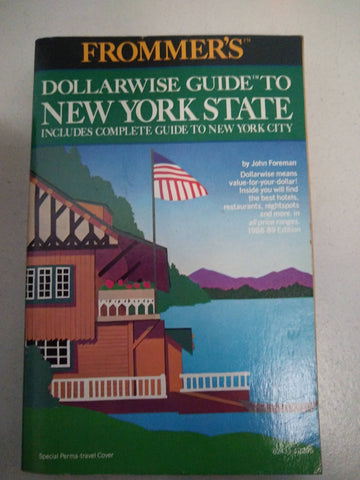 FROMMER'S™
DOLLARWISE GUIDE™ TO
NEW YORK STATE
INCLUDES COMPLETE GUIDE TO NEW YORK CITY
by John Foreman
Dollarwise means
value-for-your-dollar!
Inside you will find
the best hotels,
restaurants, nightspots
and more, in
all price ranges.
1988-89 Edition
Special Perma-travel Cover